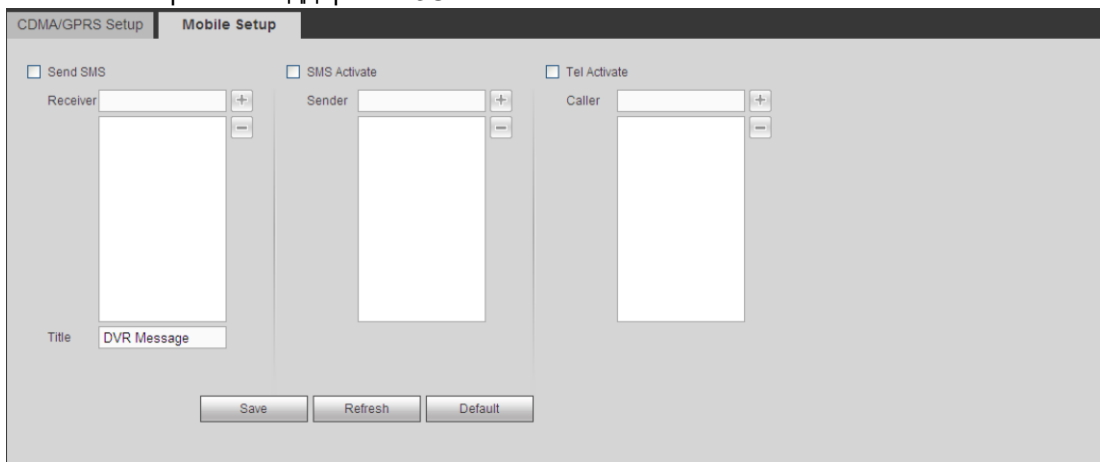 CDMA/GPRS Setup Mobile Setup
Send SMS SMS Activate Tel Activate
Receiver Sender Caller
Title DVR Message
Save Refresh Default